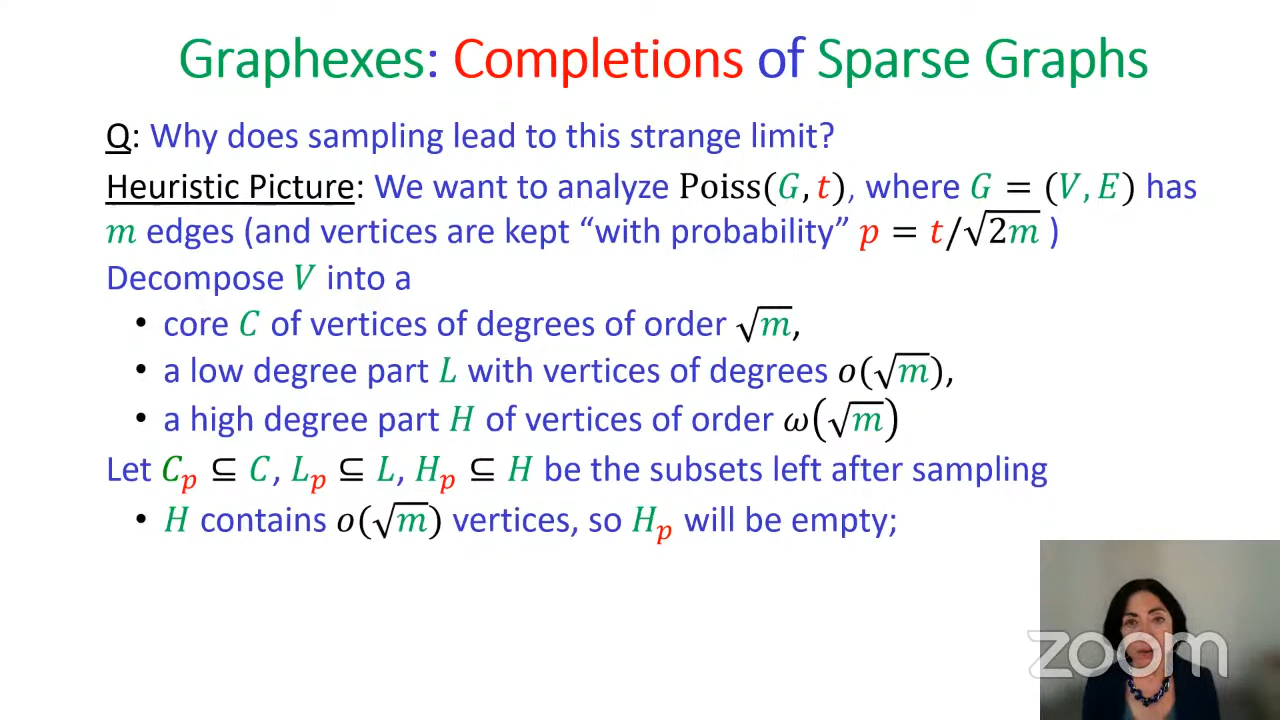 Graphexes: Completions of Sparse Graphs
Q: Why does sampling lead to this strange limit?
Heuristic Picture: We want to analyze Poiss(G, t), where G = (V, E) has
m edges (and vertices are kept “with probability” p = t/√2m )
Decompose V into a
• core C of vertices of degrees of order √m,
• a low degree part L with vertices of degrees o(√m),
• a high degree part H of vertices of order ω(√m)
Let Cₚ ⊆ C, Lₚ ⊆ L, Hₚ ⊆ H be the subsets left after sampling
• H contains o(√m) vertices, so Hₚ will be empty;
zoom